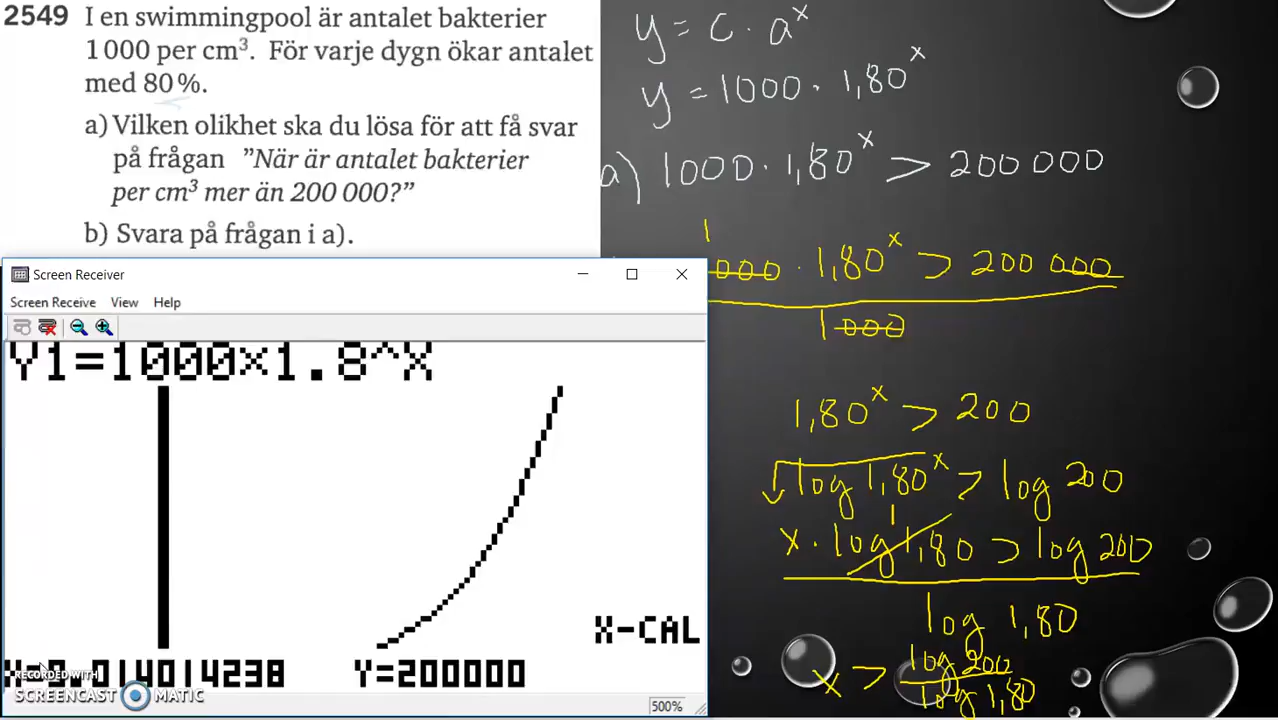 2549 I en swimmingpool är antalet bakterier
1 000 per cm³. För varje dygn ökar antalet
med 80 %.
a) Vilken olikhet ska du lösa för att få svar
på frågan ”När är antalet bakterier
per cm³ mer än 200 000?”
b) Svara på frågan i a).
y = C · a^x
y = 1000 · 1,80^x
a) 1000 · 1,80^x > 200 000
1
000 · 1,80^x > 200 000
1000
1,80^x > 200
log 1,80^x > log 200
1
x · log 1,80 > log 200
log 1,80
x > log 200
log 1,80
Screen Receiver
Screen Receive View Help
Y1=1000×1.8^X
X-CAL
Y=200000
500%
RECORDED WITH
SCREENCAST MATIC